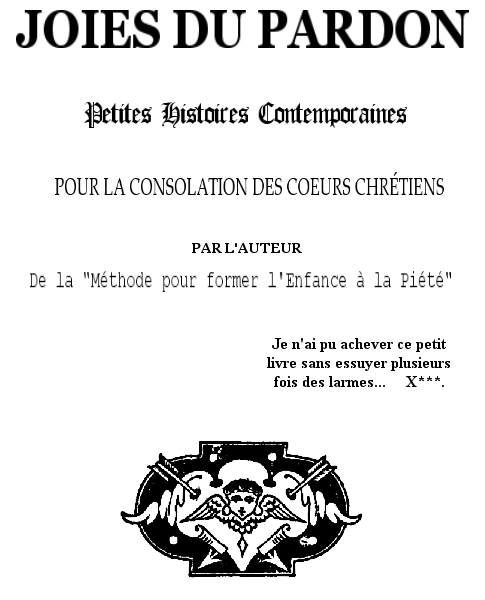 JOIES DU PARDON
Petites Histoires Contemporaines
POUR LA CONSOLATION DES COEURS CHRÉTIENS
PAR L'AUTEUR
De la "Méthode pour former l'Enfance à la Piété"
Je n'ai pu achever ce petit
livre sans essuyer plusieurs
fois des larmes... X***.